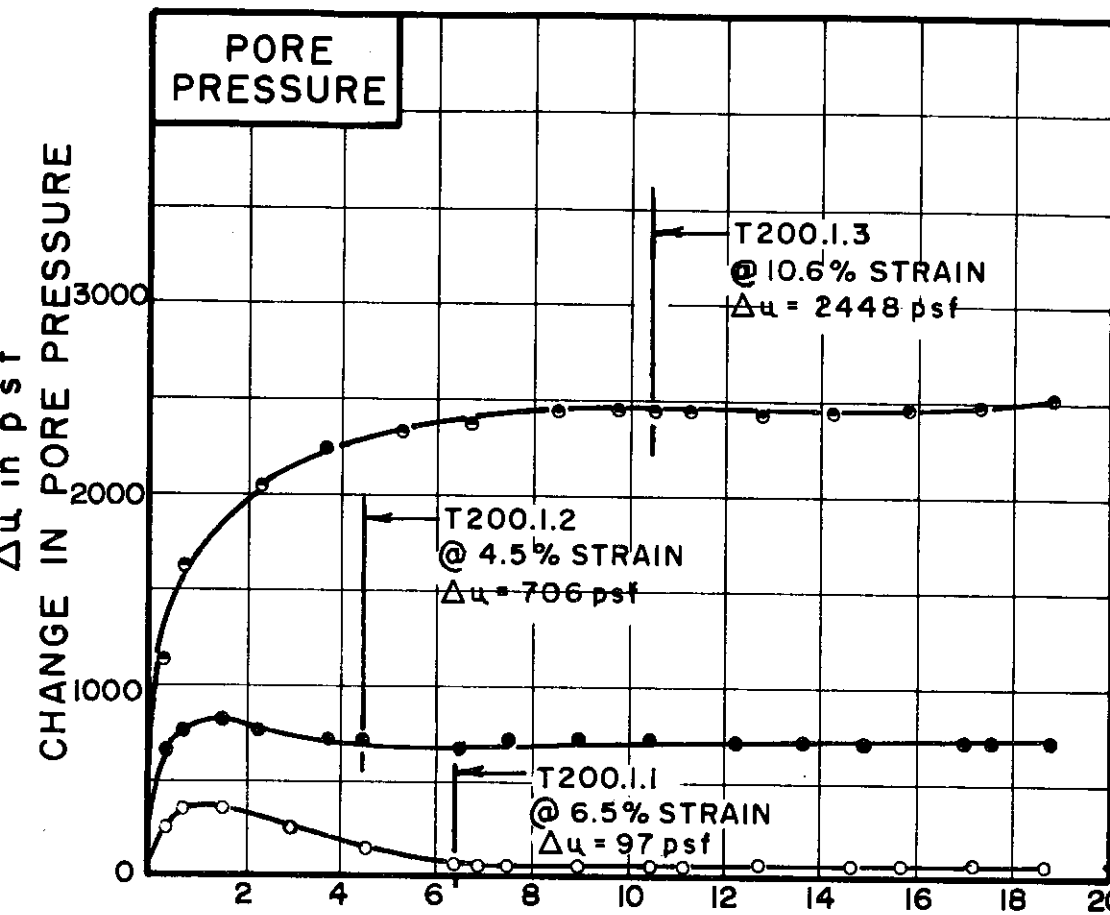 PORE
PRESSURE
Δu in psf
CHANGE IN PORE PRESSURE
3000
2000
1000
0
T200.1.3
@ 10.6% STRAIN
Δu = 2448 psf
T200.1.2
@ 4.5% STRAIN
Δu = 706 psf
T200.1.1
@ 6.5% STRAIN
Δu = 97 psf
2 4 6 8 10 12 14 16 18 20